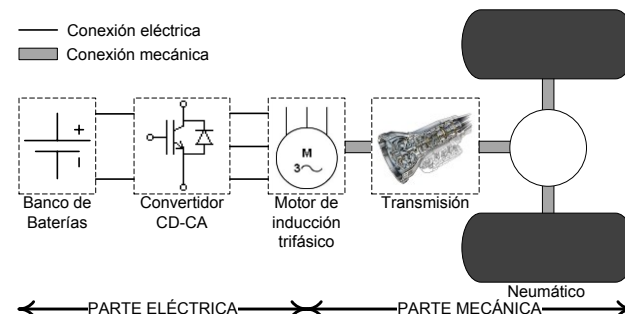 Conexión eléctrica
Conexión mecánica
+
M
3
Banco de
Baterías
Convertidor
CD-CA
Motor de
inducción
trifásico
Transmisión
Neumático
PARTE ELÉCTRICA
PARTE MECÁNICA